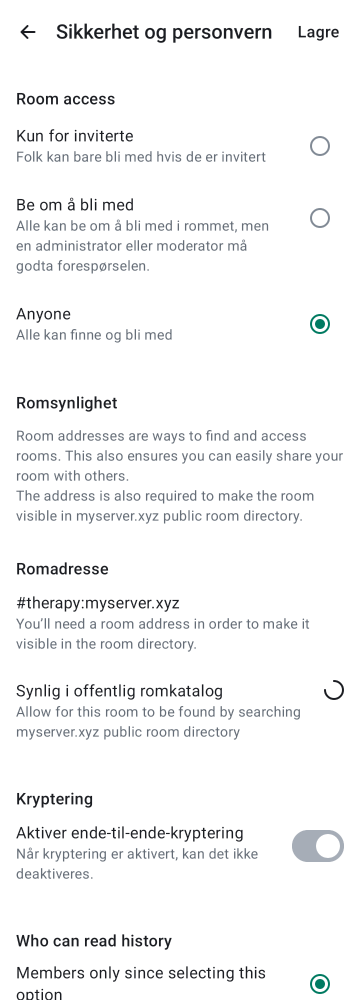 Sikkerhet og personvern
Lagre
Room access
Kun for inviterte
Folk kan bare bli med hvis de er invitert
Be om å bli med
Alle kan be om å bli med i rommet, men
en administrator eller moderator må
godta forespørselen.
Anyone
Alle kan finne og bli med
Romsynlighet
Room addresses are ways to find and access
rooms. This also ensures you can easily share your
room with others.
The address is also required to make the room
visible in myserver.xyz public room directory.
Romadresse
#therapy:myserver.xyz
You’ll need a room address in order to make it
visible in the room directory.
Synlig i offentlig romkatalog
Allow for this room to be found by searching
myserver.xyz public room directory
Kryptering
Aktiver ende-til-ende-kryptering
Når kryptering er aktivert, kan det ikke
deaktiveres.
Who can read history
Members only since selecting this
option